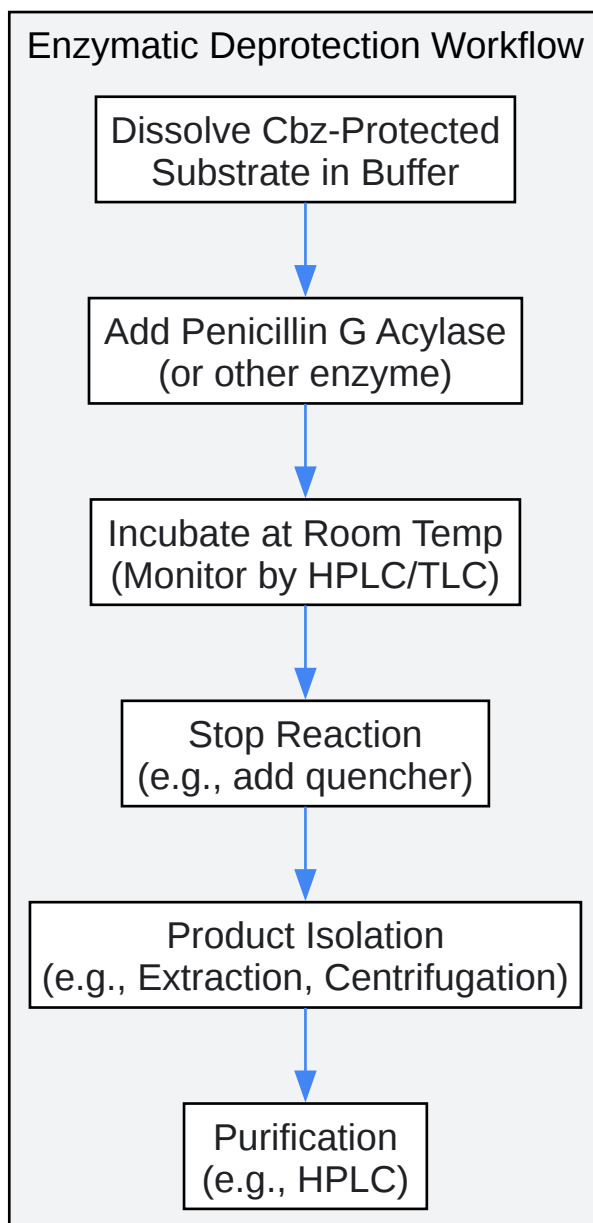 Enzymatic Deprotection Workflow
Dissolve Cbz-Protected
Substrate in Buffer
Add Penicillin G Acylase
(or other enzyme)
Incubate at Room Temp
(Monitor by HPLC/TLC)
Stop Reaction
(e.g., add quencher)
Product Isolation
(e.g., Extraction, Centrifugation)
Purification
(e.g., HPLC)